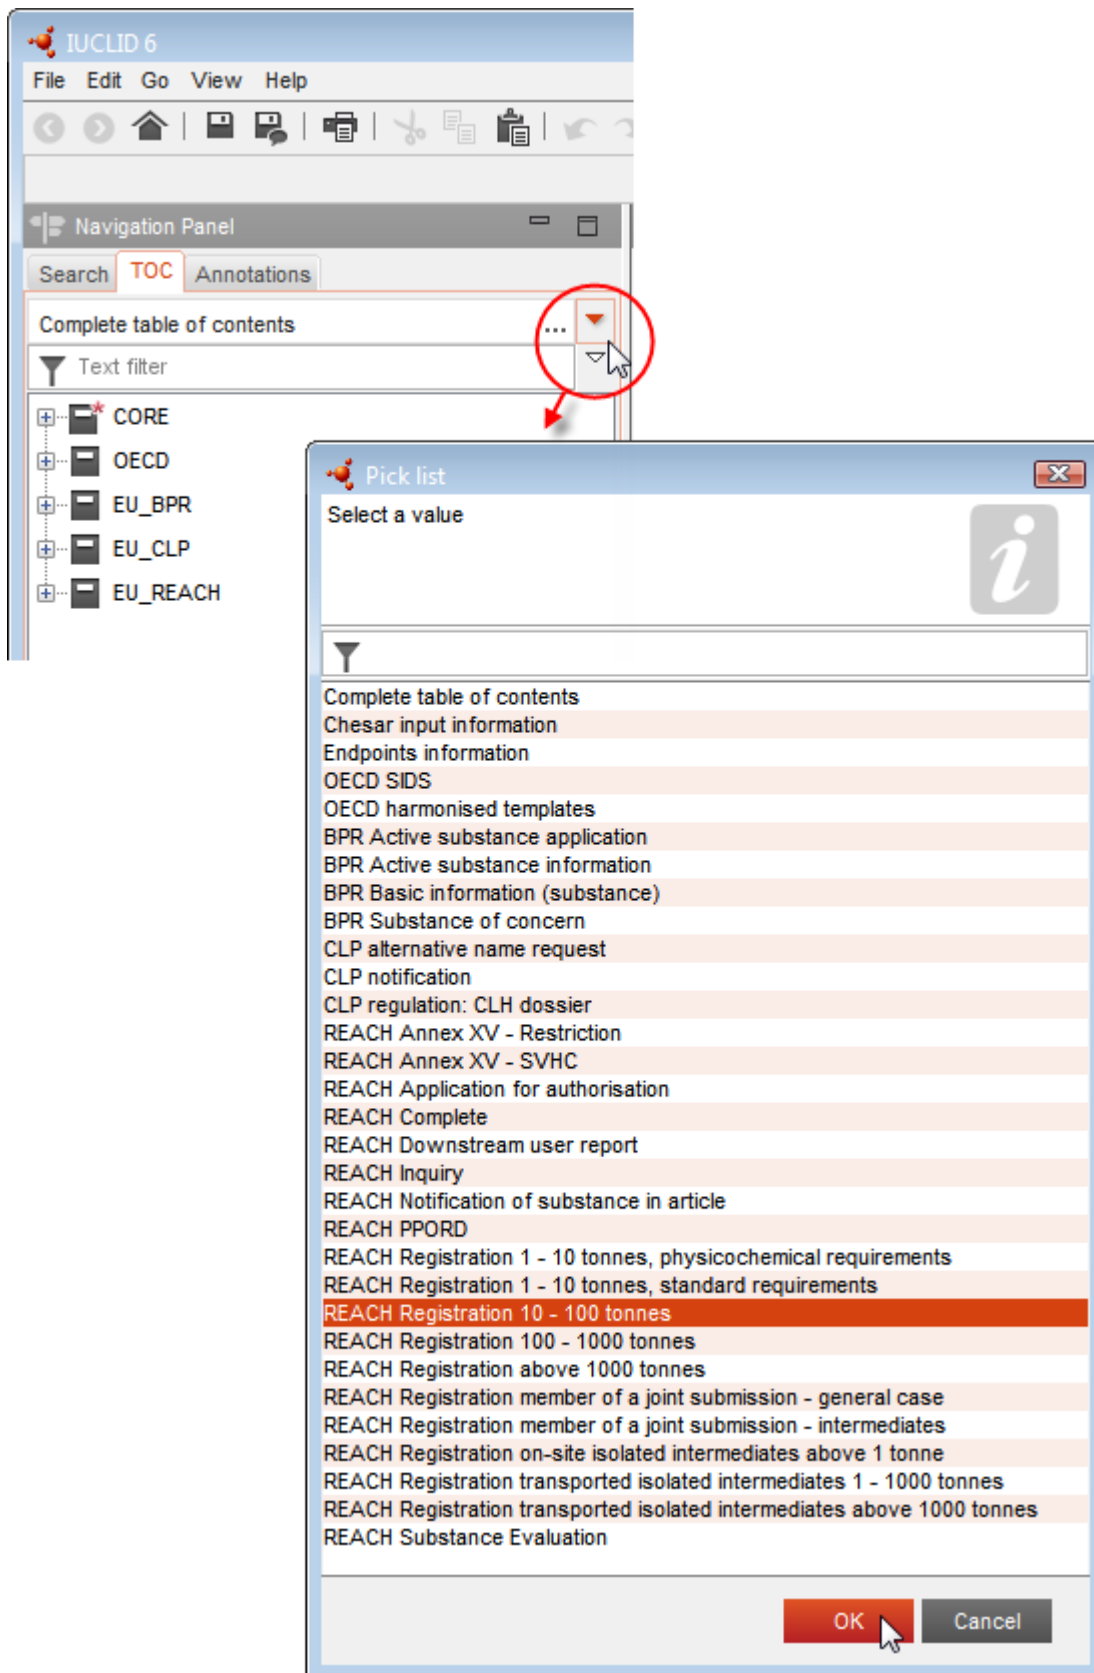 IUCLID 6
File Edit Go View Help
Navigation Panel
Search TOC Annotations
Complete table of contents ...
Text filter
CORE
OECD
EU_BPR
EU_CLP
EU_REACH
Pick list
Select a value
i
Complete table of contents
Chesar input information
Endpoints information
OECD SIDS
OECD harmonised templates
BPR Active substance application
BPR Active substance information
BPR Basic information (substance)
BPR Substance of concern
CLP alternative name request
CLP notification
CLP regulation: CLH dossier
REACH Annex XV - Restriction
REACH Annex XV - SVHC
REACH Application for authorisation
REACH Complete
REACH Downstream user report
REACH Inquiry
REACH Notification of substance in article
REACH PPORD
REACH Registration 1 - 10 tonnes, physicochemical requirements
REACH Registration 1 - 10 tonnes, standard requirements
REACH Registration 10 - 100 tonnes
REACH Registration 100 - 1000 tonnes
REACH Registration above 1000 tonnes
REACH Registration member of a joint submission - general case
REACH Registration member of a joint submission - intermediates
REACH Registration on-site isolated intermediates above 1 tonne
REACH Registration transported isolated intermediates 1 - 1000 tonnes
REACH Registration transported isolated intermediates above 1000 tonnes
REACH Substance Evaluation
OK Cancel